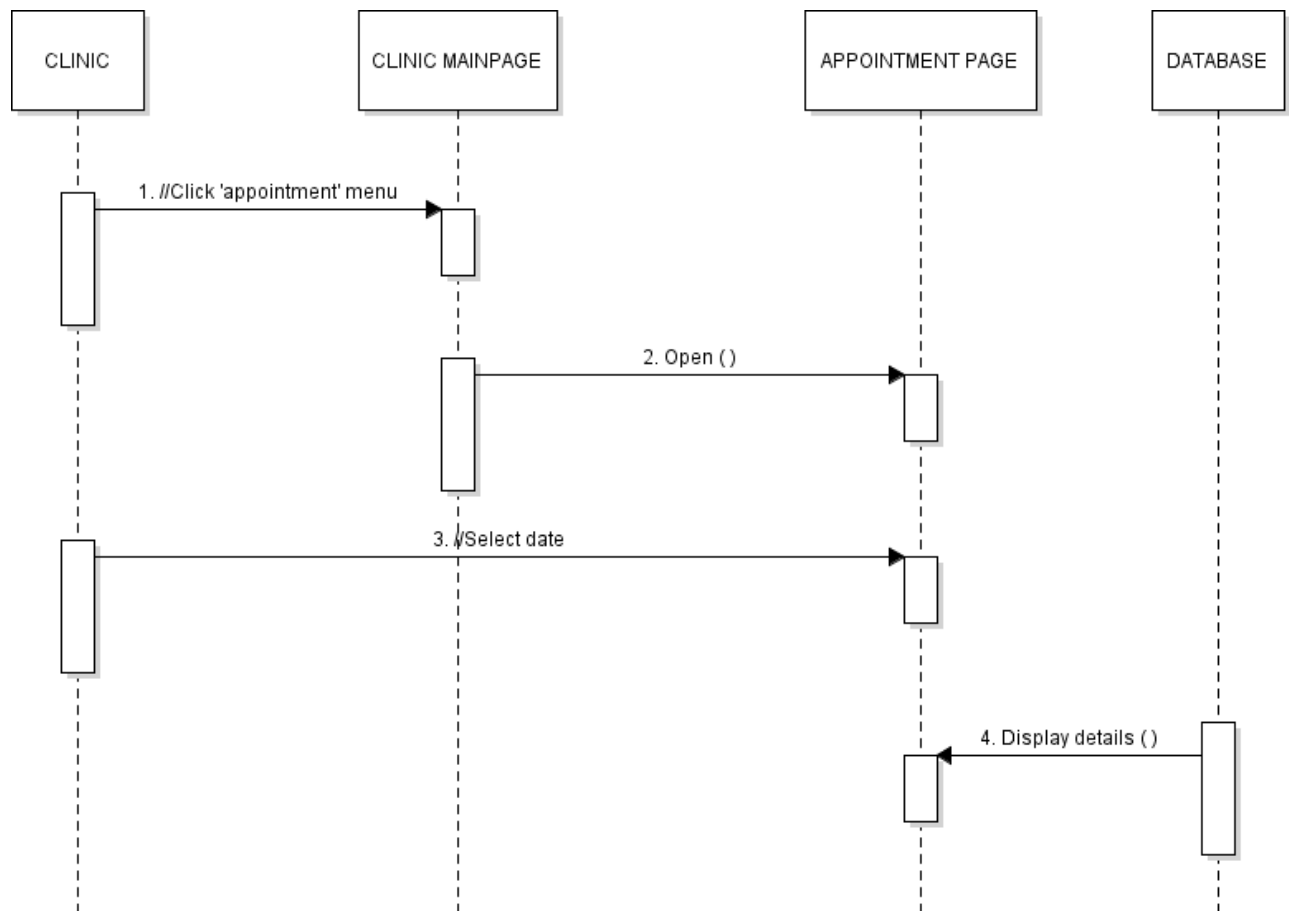 CLINIC
CLINIC MAINPAGE
APPOINTMENT PAGE
DATABASE
1. //Click 'appointment' menu
2. Open ( )
3. //Select date
4. Display details ( )